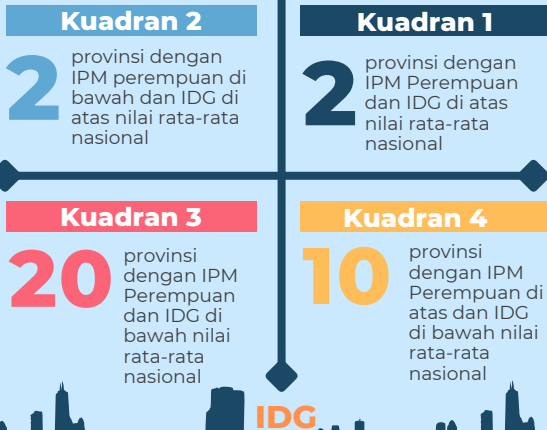 Kuadran 2
2
provinsi dengan
IPM perempuan di
bawah dan IDG di
atas nilai rata-rata
nasional
Kuadran 1
2
provinsi dengan
IPM Perempuan
dan IDG di atas
nilai rata-rata
nasional
Kuadran 3
20
provinsi
dengan IPM
Perempuan
dan IDG di
bawah nilai
rata-rata
nasional
Kuadran 4
10
provinsi
dengan IPM
Perempuan di
atas dan IDG
di bawah nilai
rata-rata
nasional
IDG